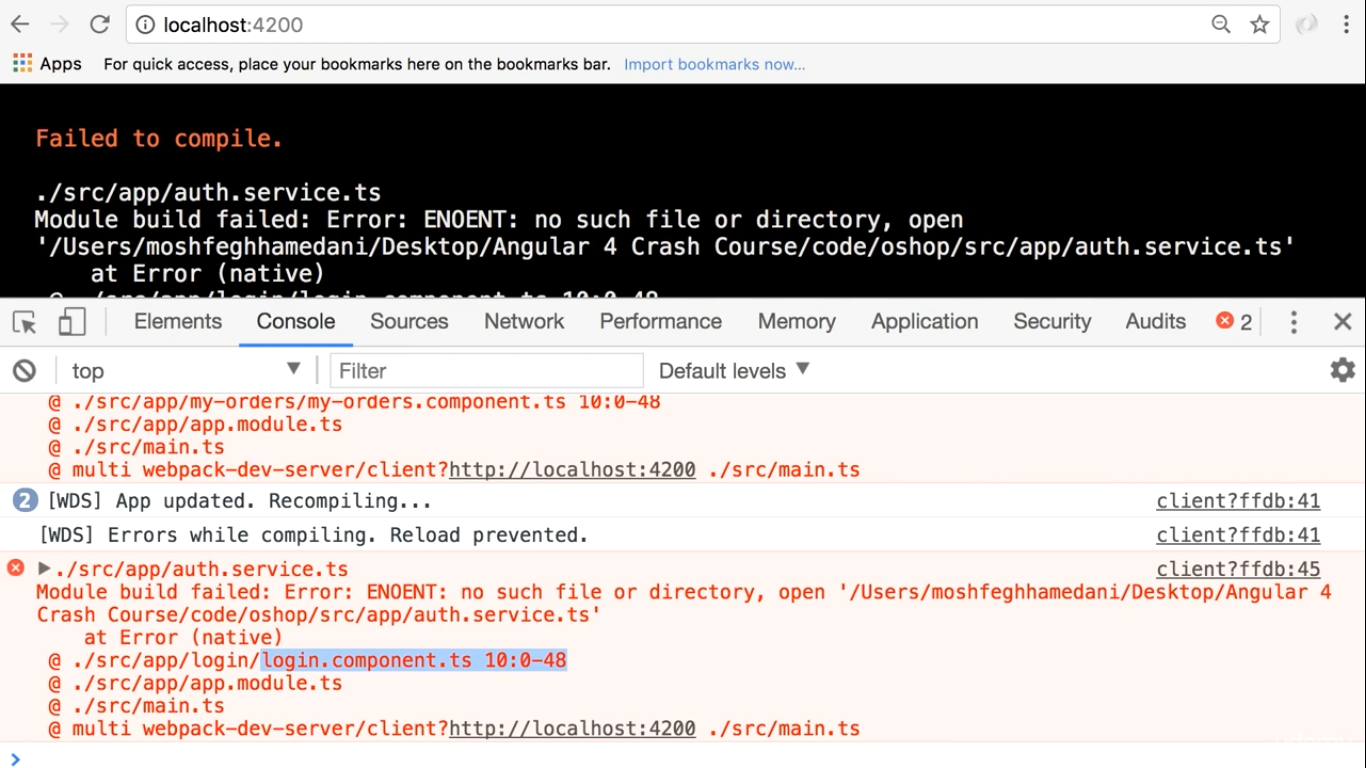 localhost:4200
Apps For quick access, place your bookmarks here on the bookmarks bar. Import bookmarks now...
Failed to compile.
./src/app/auth.service.ts
Module build failed: Error: ENOENT: no such file or directory, open
'/Users/moshfeghhamedani/Desktop/Angular 4 Crash Course/code/oshop/src/app/auth.service.ts'
at Error (native)
@ ./src/app/login/login.component.ts 10:0-48
Elements Console Sources Network Performance Memory Application Security Audits 2
top Filter Default levels
@ ./src/app/my-orders/my-orders.component.ts 10:0-48
@ ./src/app/app.module.ts
@ ./src/main.ts
@ multi webpack-dev-server/client?http://localhost:4200 ./src/main.ts
2 [WDS] App updated. Recompiling... client?ffdb:41
[WDS] Errors while compiling. Reload prevented. client?ffdb:41
./src/app/auth.service.ts client?ffdb:45
Module build failed: Error: ENOENT: no such file or directory, open '/Users/moshfeghhamedani/Desktop/Angular 4
Crash Course/code/oshop/src/app/auth.service.ts'
at Error (native)
@ ./src/app/login/login.component.ts 10:0-48
@ ./src/app/app.module.ts
@ ./src/main.ts
@ multi webpack-dev-server/client?http://localhost:4200 ./src/main.ts